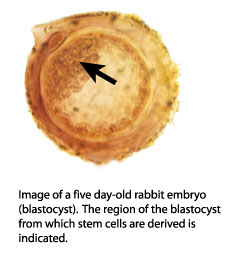 Image of a five day-old rabbit embryo
(blastocyst). The region of the blastocyst
from which stem cells are derived is
indicated.